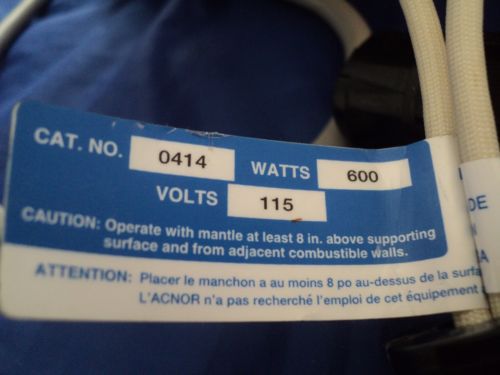 CAT. NO. 0414 WATTS 600
VOLTS 115
CAUTION: Operate with mantle at least 8 in. above supporting
surface and from adjacent combustible walls.
ATTENTION: Placer le manchon a au moins 8 po au-dessus de la surfa
L'ACNOR n'a pas recherché l'emploi de cet équipement
DE
A